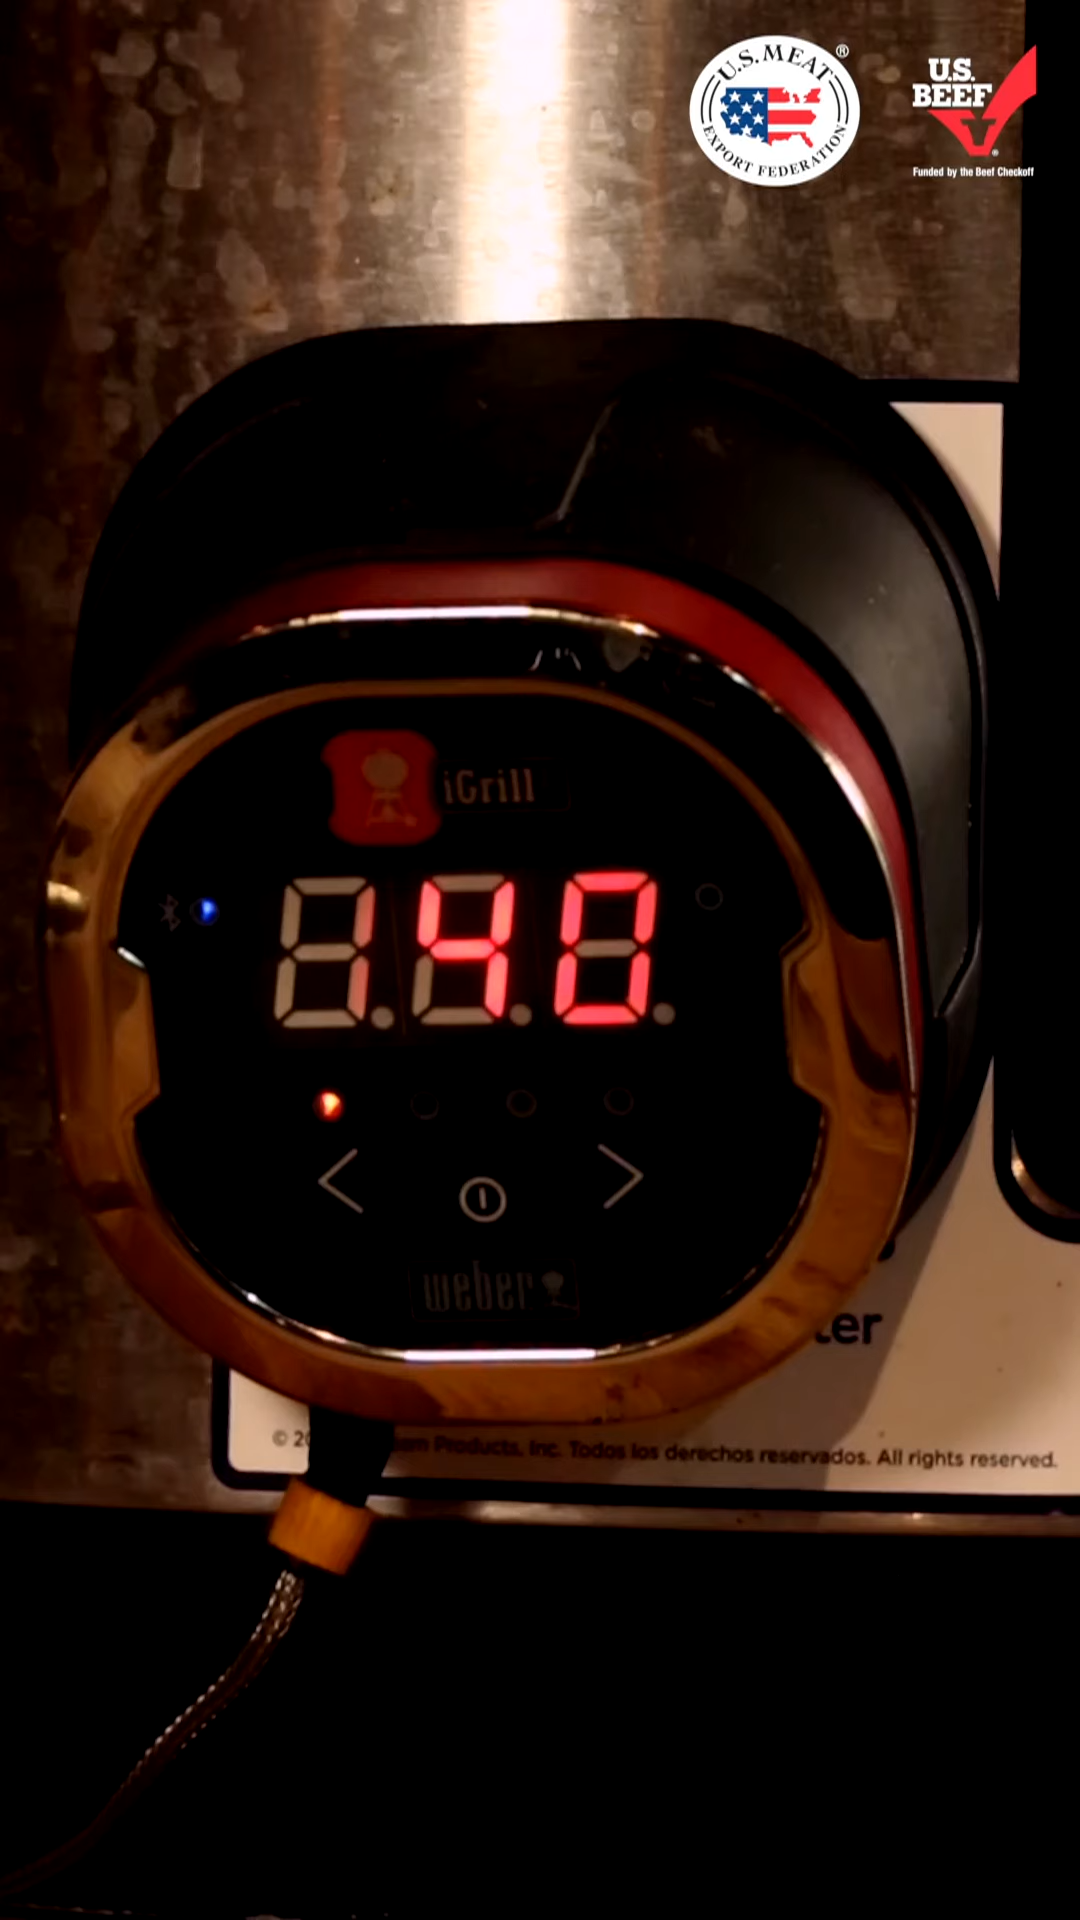 U.S. MEAT
EXPORT FEDERATION
®
U.S.
BEEF
®
Funded by the Beef Checkoff
iGrill
140
weber
ter
Products, Inc. Todos los derechos reservados. All rights reserved.